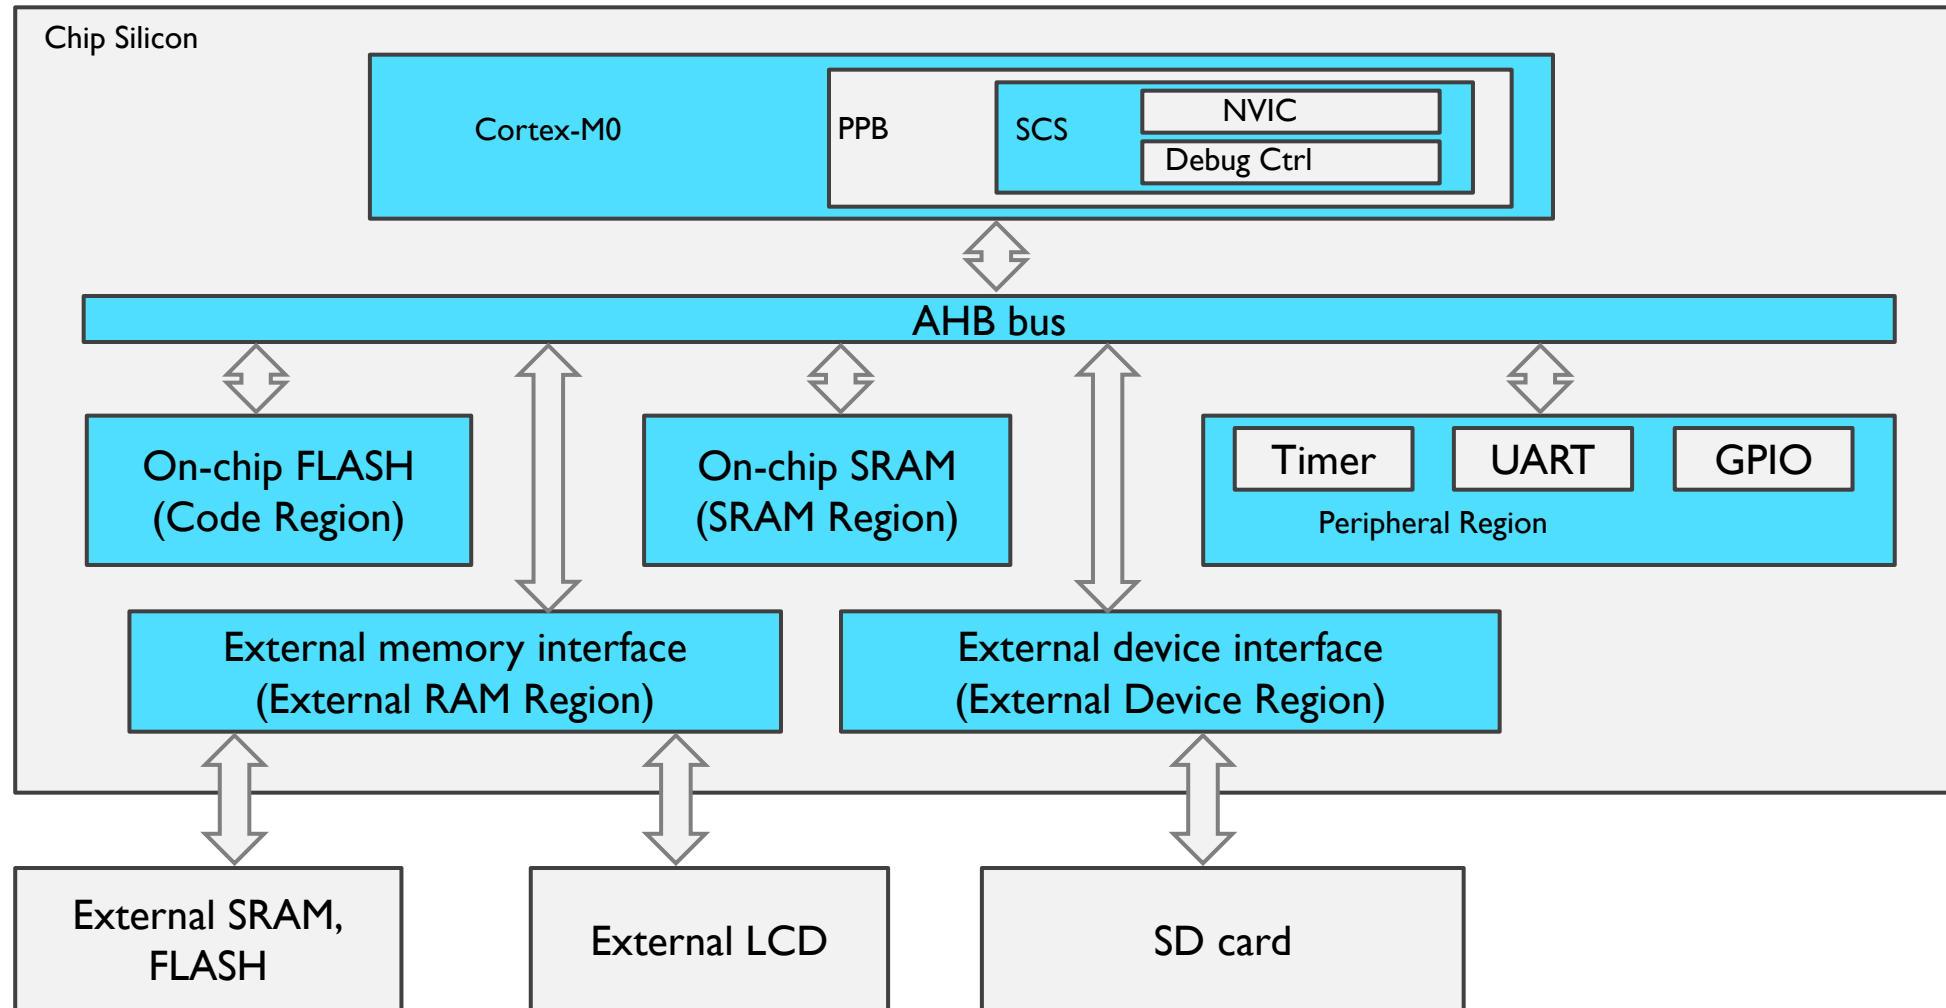 Chip Silicon
Cortex-M0
PPB
SCS
NVIC
Debug Ctrl
AHB bus
On-chip FLASH
(Code Region)
On-chip SRAM
(SRAM Region)
Timer
UART
GPIO
Peripheral Region
External memory interface
(External RAM Region)
External device interface
(External Device Region)
External SRAM,
FLASH
External LCD
SD card